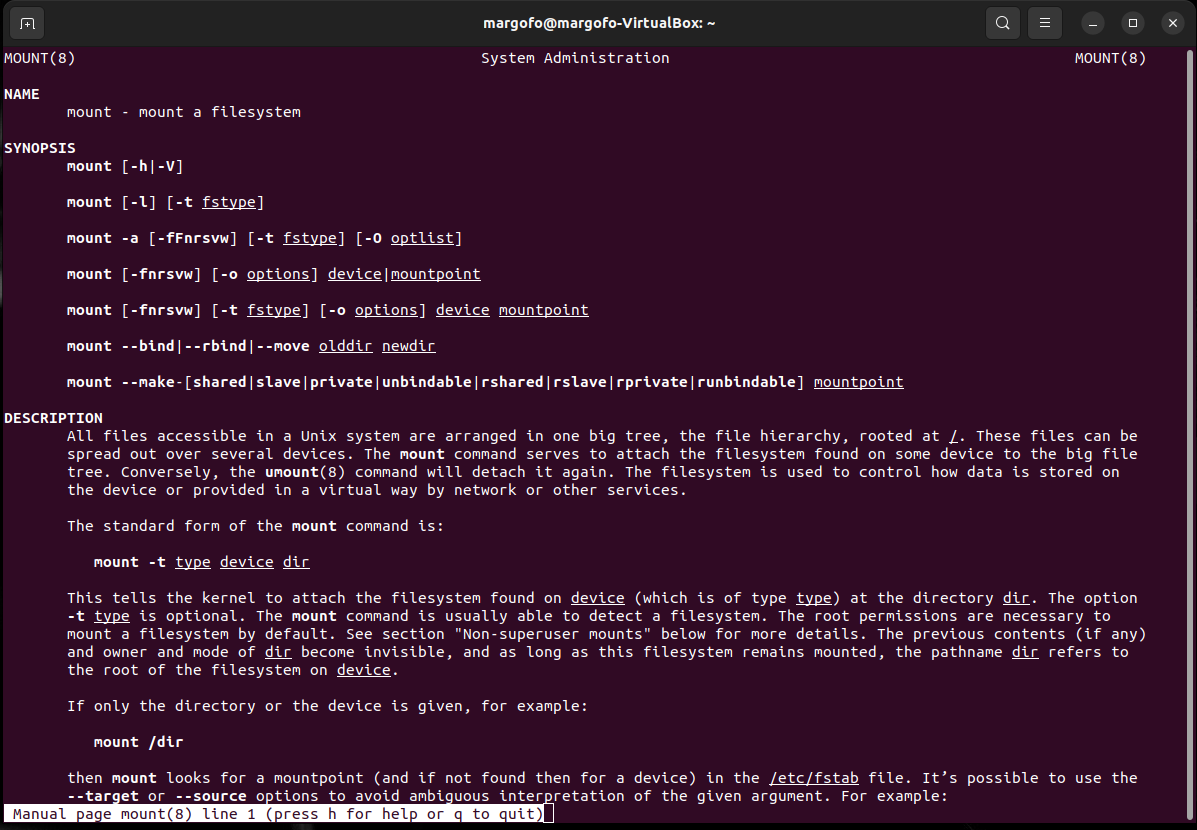 margofo@margofo-VirtualBox: ~
MOUNT(8) System Administration MOUNT(8)
NAME
mount - mount a filesystem
SYNOPSIS
mount [-h|-V]
mount [-l] [-t fstype]
mount -a [-fFnrsvw] [-t fstype] [-O optlist]
mount [-fnrsvw] [-o options] device|mountpoint
mount [-fnrsvw] [-t fstype] [-o options] device mountpoint
mount --bind|--rbind|--move olddir newdir
mount --make-[shared|slave|private|unbindable|rshared|rslave|rprivate|runbindable] mountpoint
DESCRIPTION
All files accessible in a Unix system are arranged in one big tree, the file hierarchy, rooted at /. These files can be
spread out over several devices. The mount command serves to attach the filesystem found on some device to the big file
tree. Conversely, the umount(8) command will detach it again. The filesystem is used to control how data is stored on
the device or provided in a virtual way by network or other services.
The standard form of the mount command is:
mount -t type device dir
This tells the kernel to attach the filesystem found on device (which is of type type) at the directory dir. The option
-t type is optional. The mount command is usually able to detect a filesystem. The root permissions are necessary to
mount a filesystem by default. See section "Non-superuser mounts" below for more details. The previous contents (if any)
and owner and mode of dir become invisible, and as long as this filesystem remains mounted, the pathname dir refers to
the root of the filesystem on device.
If only the directory or the device is given, for example:
mount /dir
then mount looks for a mountpoint (and if not found then for a device) in the /etc/fstab file. It’s possible to use the
--target or --source options to avoid ambiguous interpretation of the given argument. For example:
Manual page mount(8) line 1 (press h for help or q to quit)